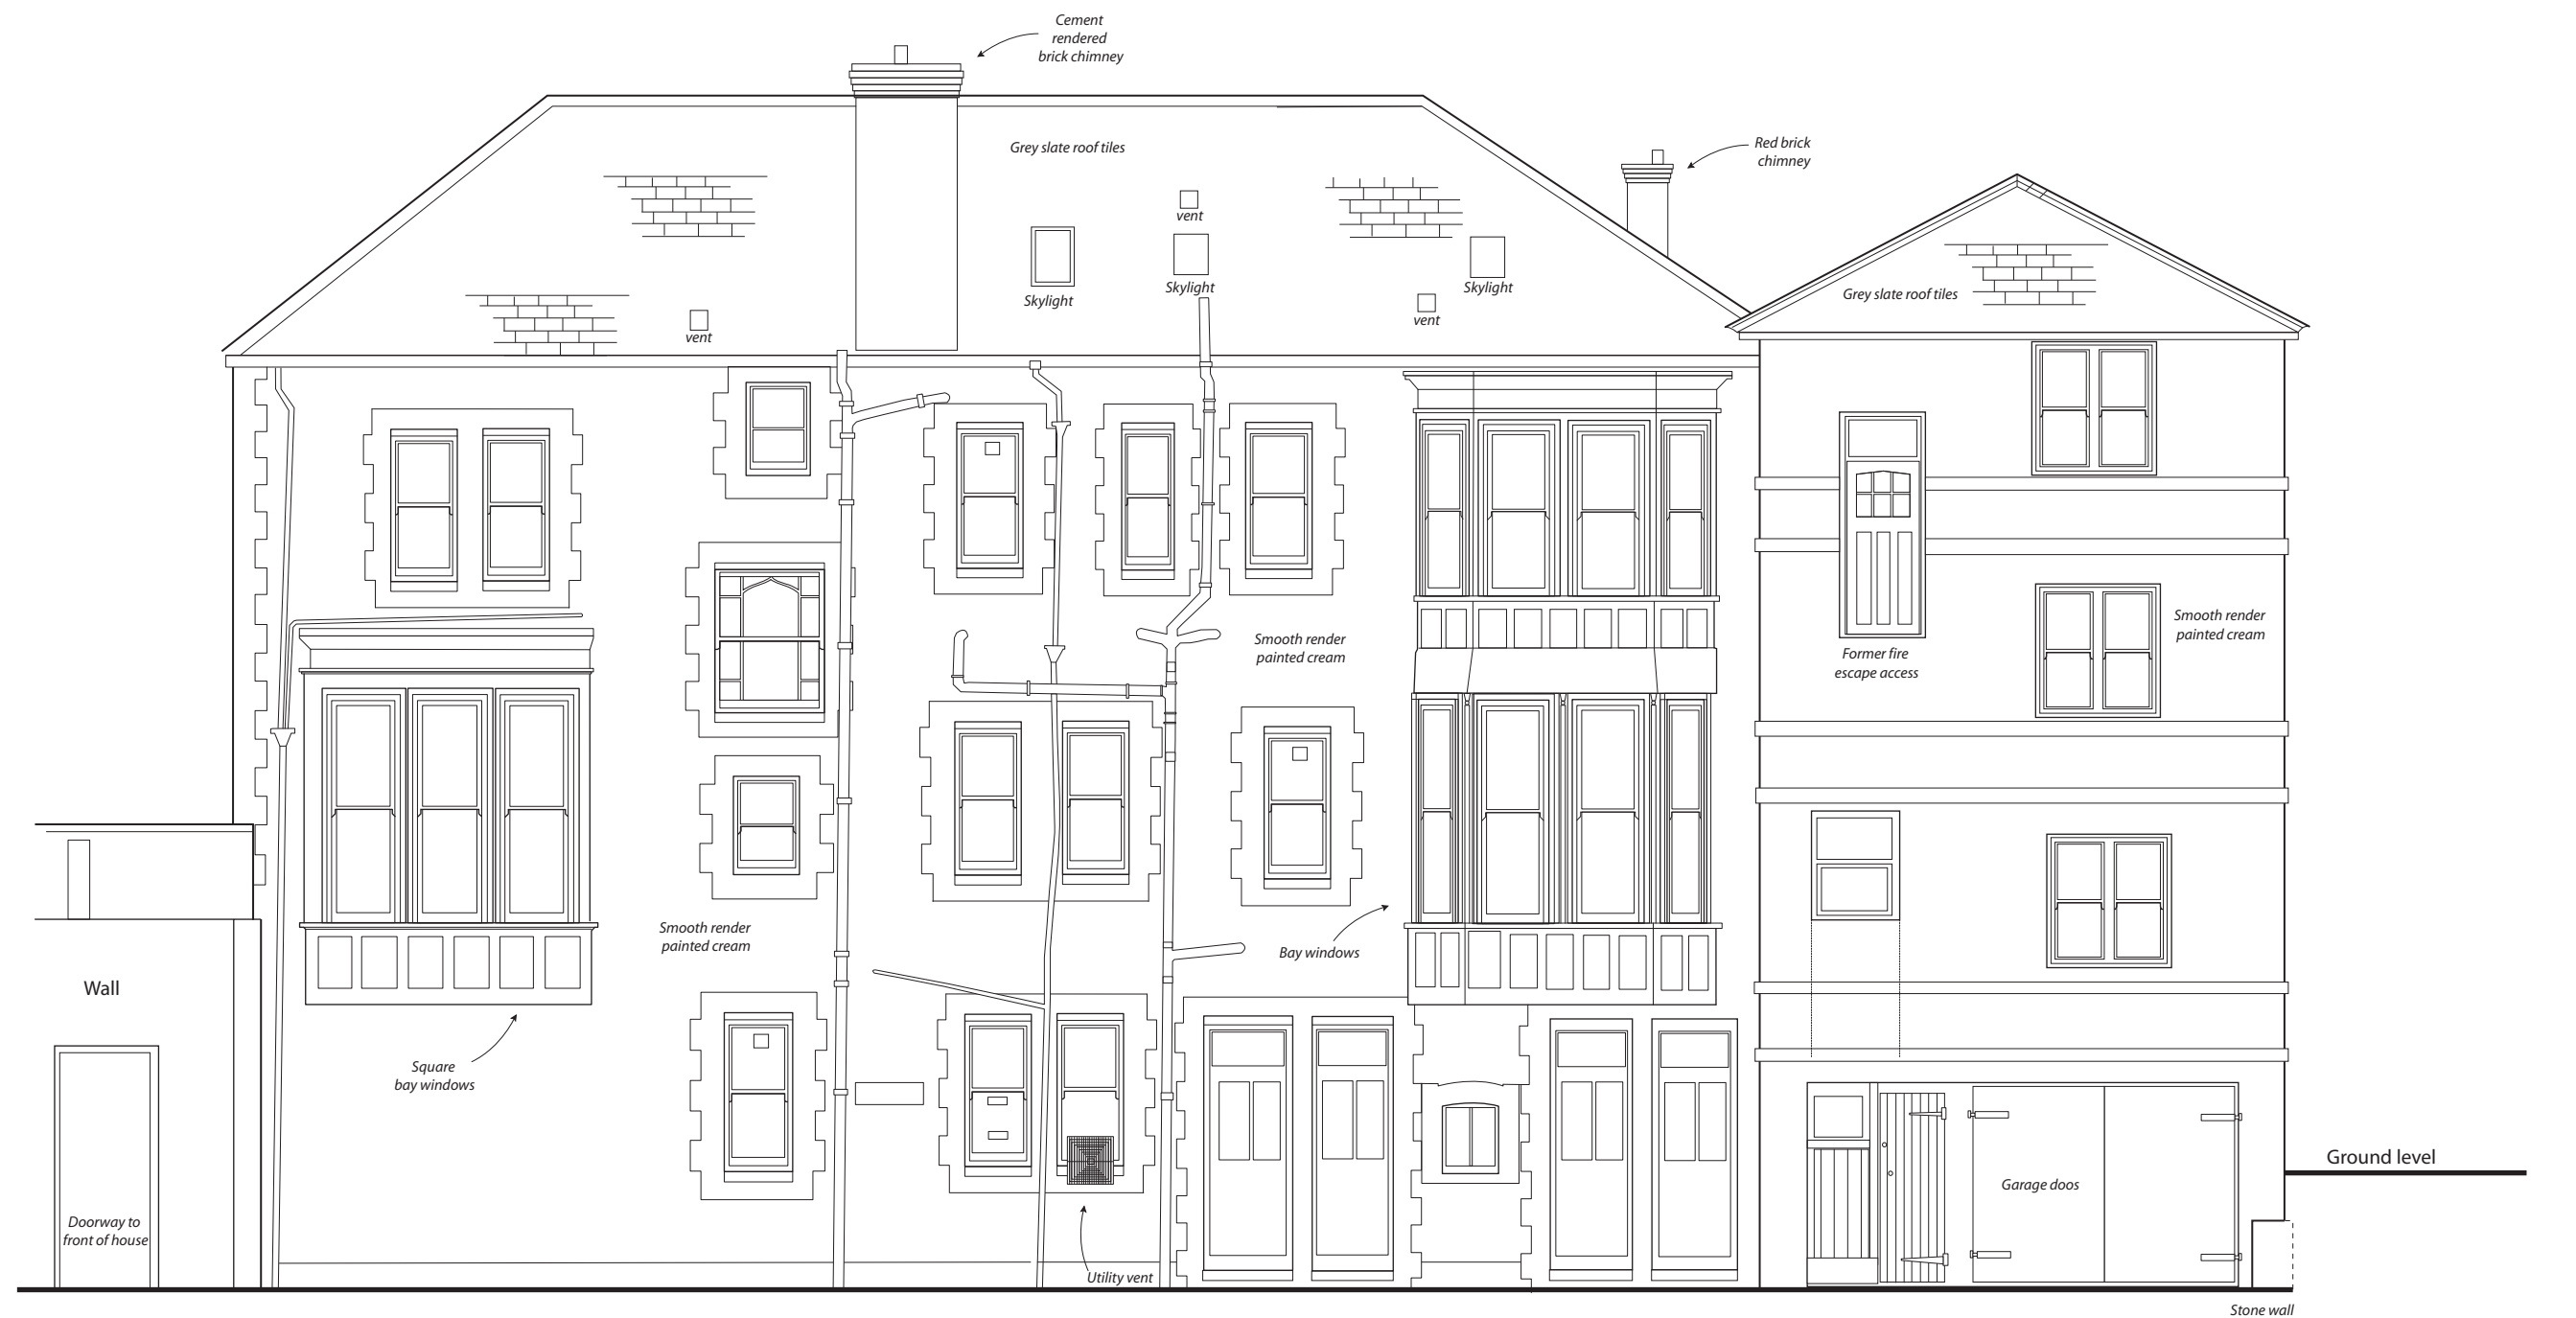 Cement
rendered
brick chimney
Grey slate roof tiles
Red brick
chimney
vent
Skylight
Skylight
Skylight
vent
vent
Grey slate roof tiles
Smooth render
painted cream
Smooth render
painted cream
Former fire
escape access
Smooth render
painted cream
Bay windows
Wall
Square
bay windows
Doorway to
front of house
Utility vent
Garage doos
Ground level
Stone wall